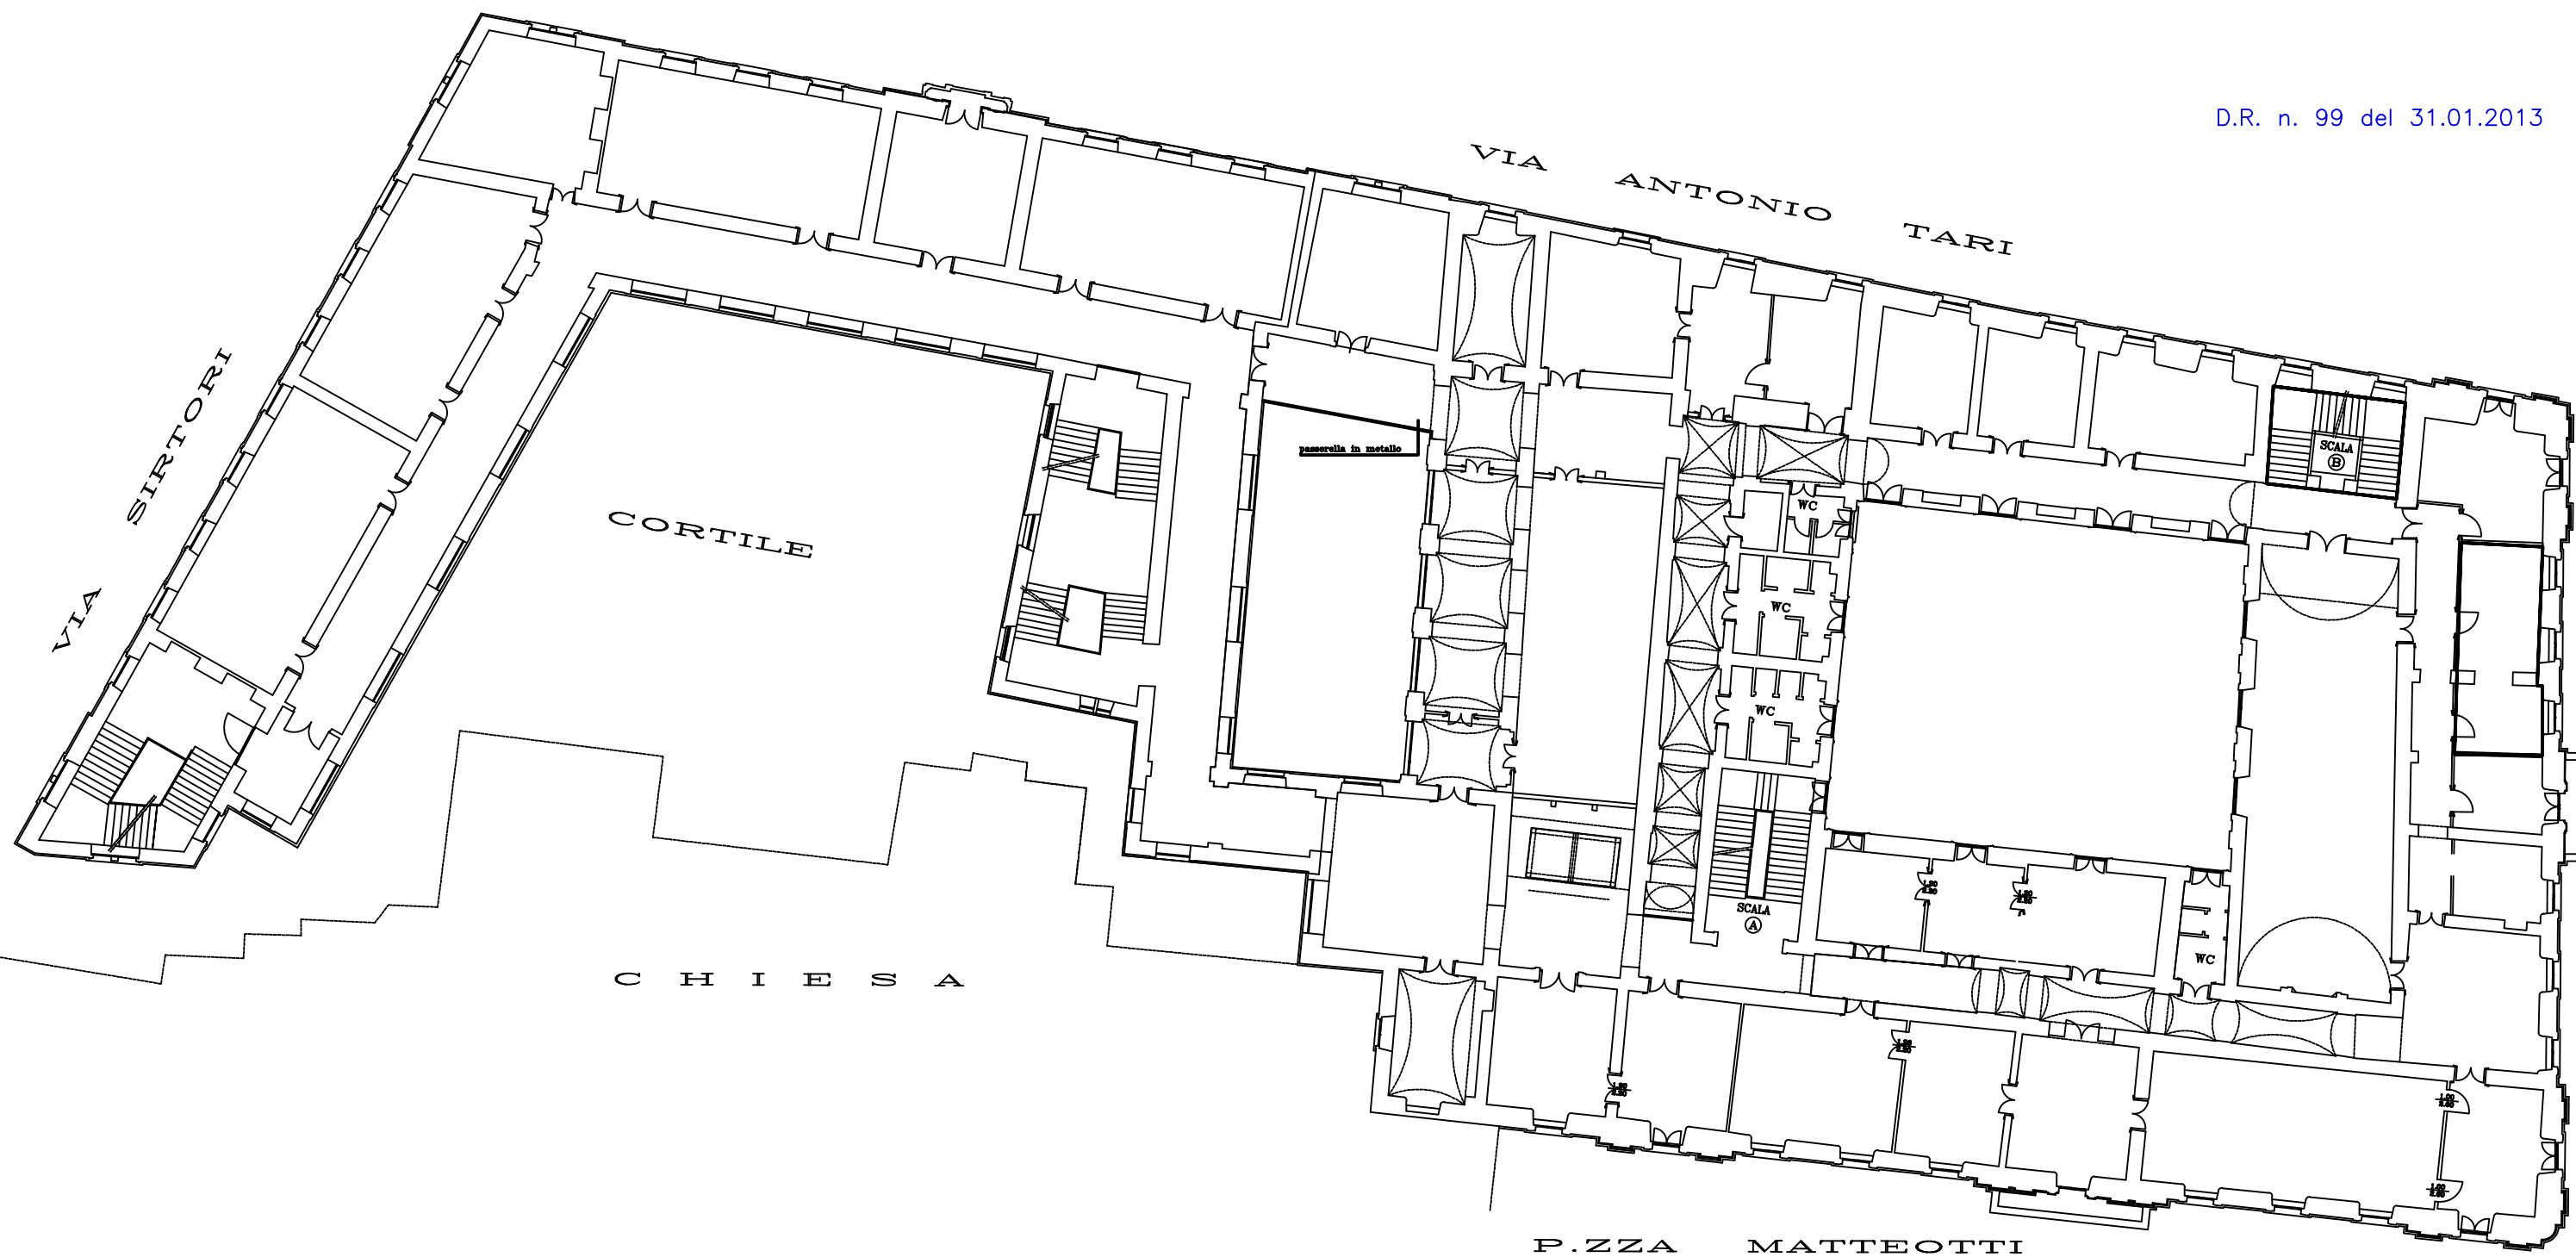 D.R. n. 99 del 31.01.2013
VIA ANTONIO TARI
VIA SIRTORI
passerella in metallo
SCALA
B
CORTILE
WC
WC
WC
SCALA
A
WC
CHIESA
P.ZZA MATTEOTTI